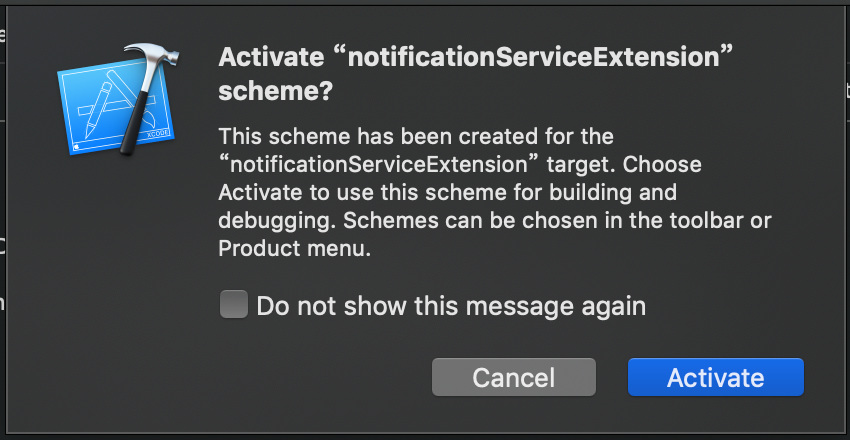 Activate “notificationServiceExtension”
scheme?
This scheme has been created for the
“notificationServiceExtension” target. Choose
Activate to use this scheme for building and
debugging. Schemes can be chosen in the toolbar or
Product menu.
Do not show this message again
Cancel
Activate
XCODE